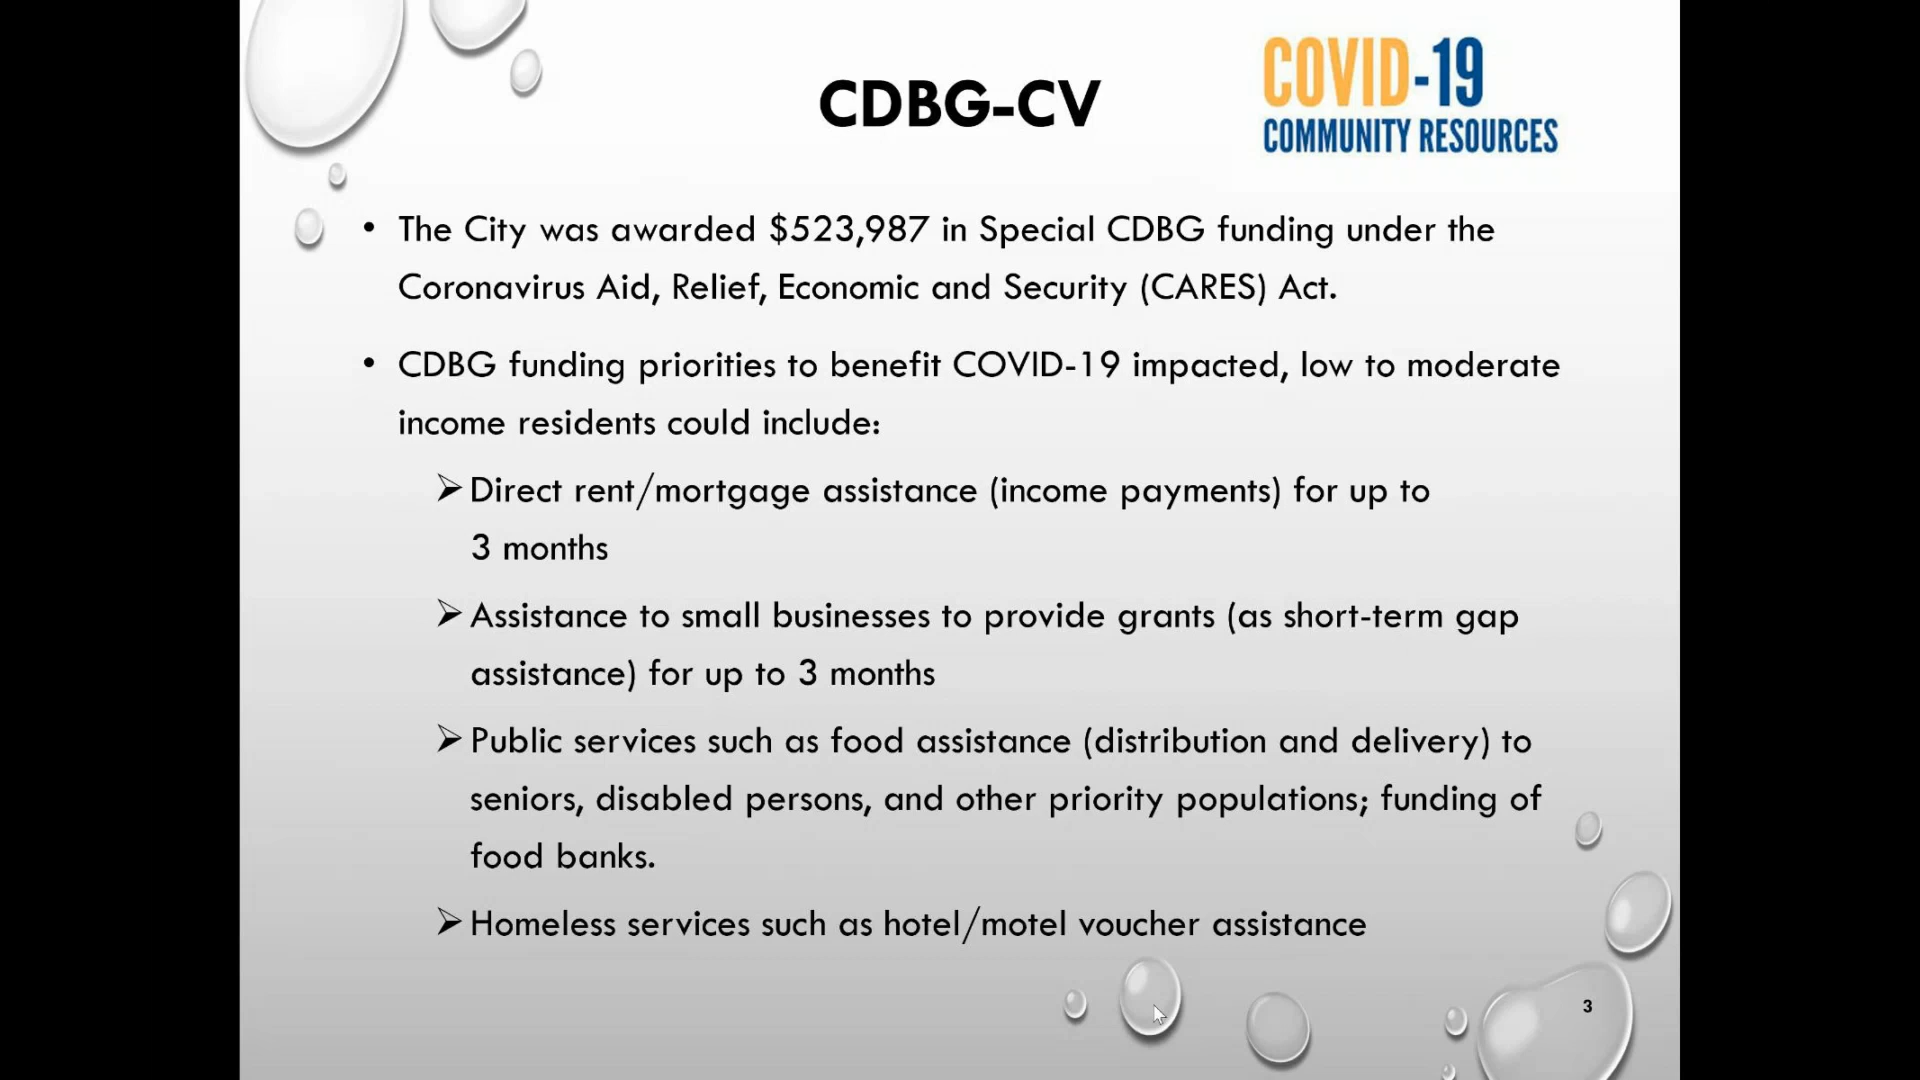 CDBG-CV
COVID-19
COMMUNITY RESOURCES
• The City was awarded $523,987 in Special CDBG funding under the
Coronavirus Aid, Relief, Economic and Security (CARES) Act.
• CDBG funding priorities to benefit COVID-19 impacted, low to moderate
income residents could include:
➢ Direct rent/mortgage assistance (income payments) for up to
3 months
➢ Assistance to small businesses to provide grants (as short-term gap
assistance) for up to 3 months
➢ Public services such as food assistance (distribution and delivery) to
seniors, disabled persons, and other priority populations; funding of
food banks.
➢ Homeless services such as hotel/motel voucher assistance
3